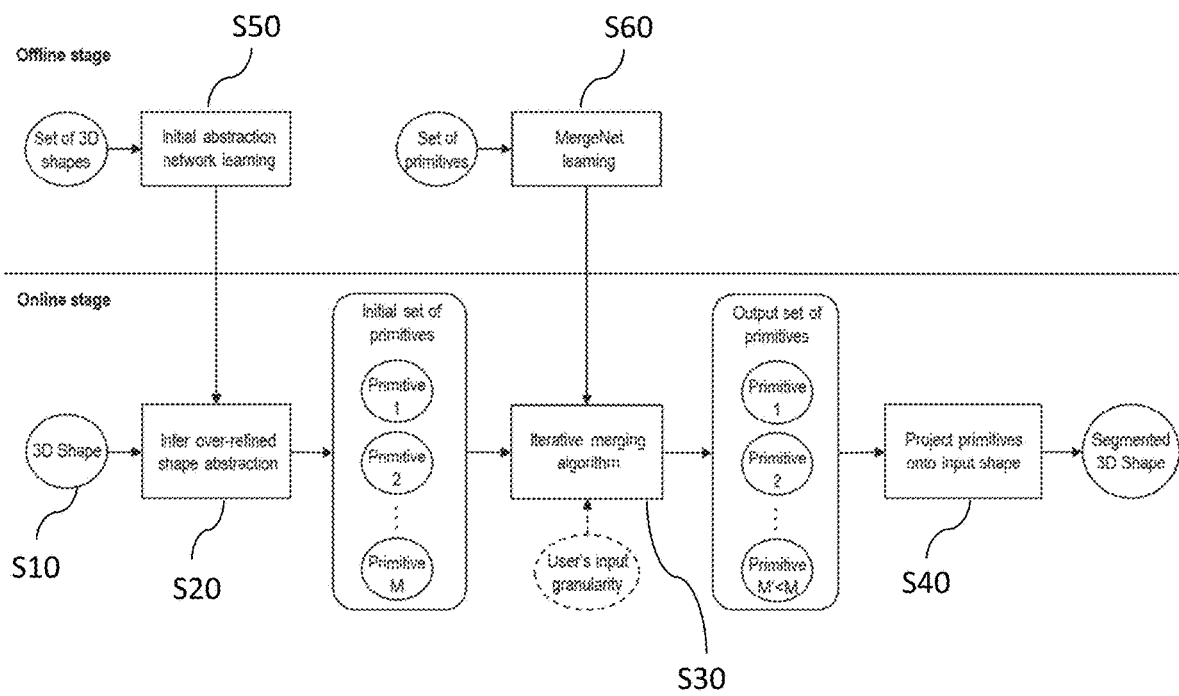 S50
S60
Offline stage
Set of 3D
shapes
Initial abstraction
network learning
Set of
primitives
MergeNet
learning
Online stage
Initial set of
primitives
Output set of
primitives
Primitive
1
Primitive
1
3D Shape
Infer over-refined
shape abstraction
Primitive
2
Iterative merging
algorithm
Primitive
2
Project primitives
onto input shape
Segmented
3D Shape
Primitive
M
User's input
granularity
Primitive
M'<M
S10
S20
S40
S30